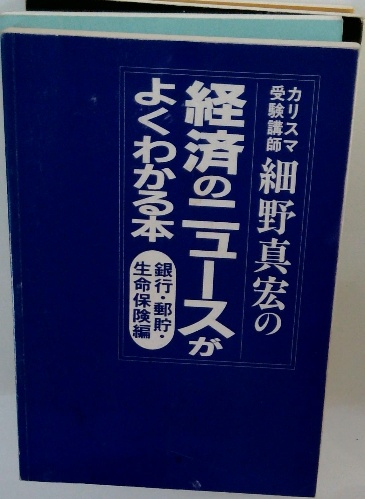 カリスマ
受験講師
細野真宏の
経済のニュースが
よくわかる本
銀行・郵貯・
生命保険編